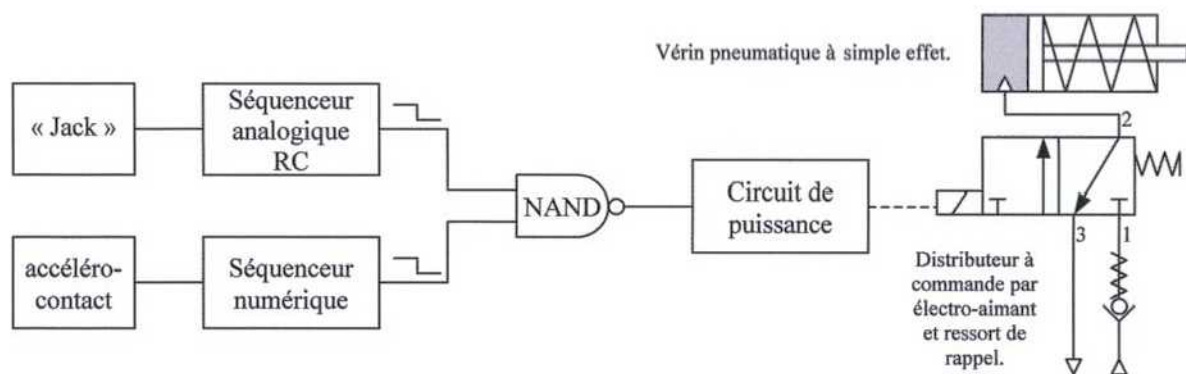 Vérin pneumatique à simple effet.
« Jack »
Séquenceur
analogique
RC
2
NAND
Circuit de
puissance
3
1
accéléro-
contact
Séquenceur
numérique
Distributeur à
commande par
électro-aimant
et ressort de
rappel.